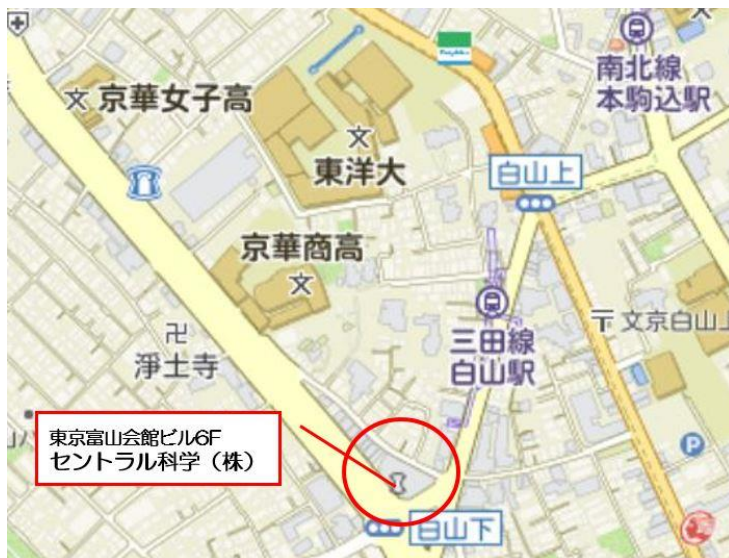 南北線
本駒込駅
京華女子高
東洋大
白山上
京華商高
三田線
白山駅
〒文京白山上
卍
浄土寺
東京富山会館ビル6F
セントラル科学（株）
P
白山下